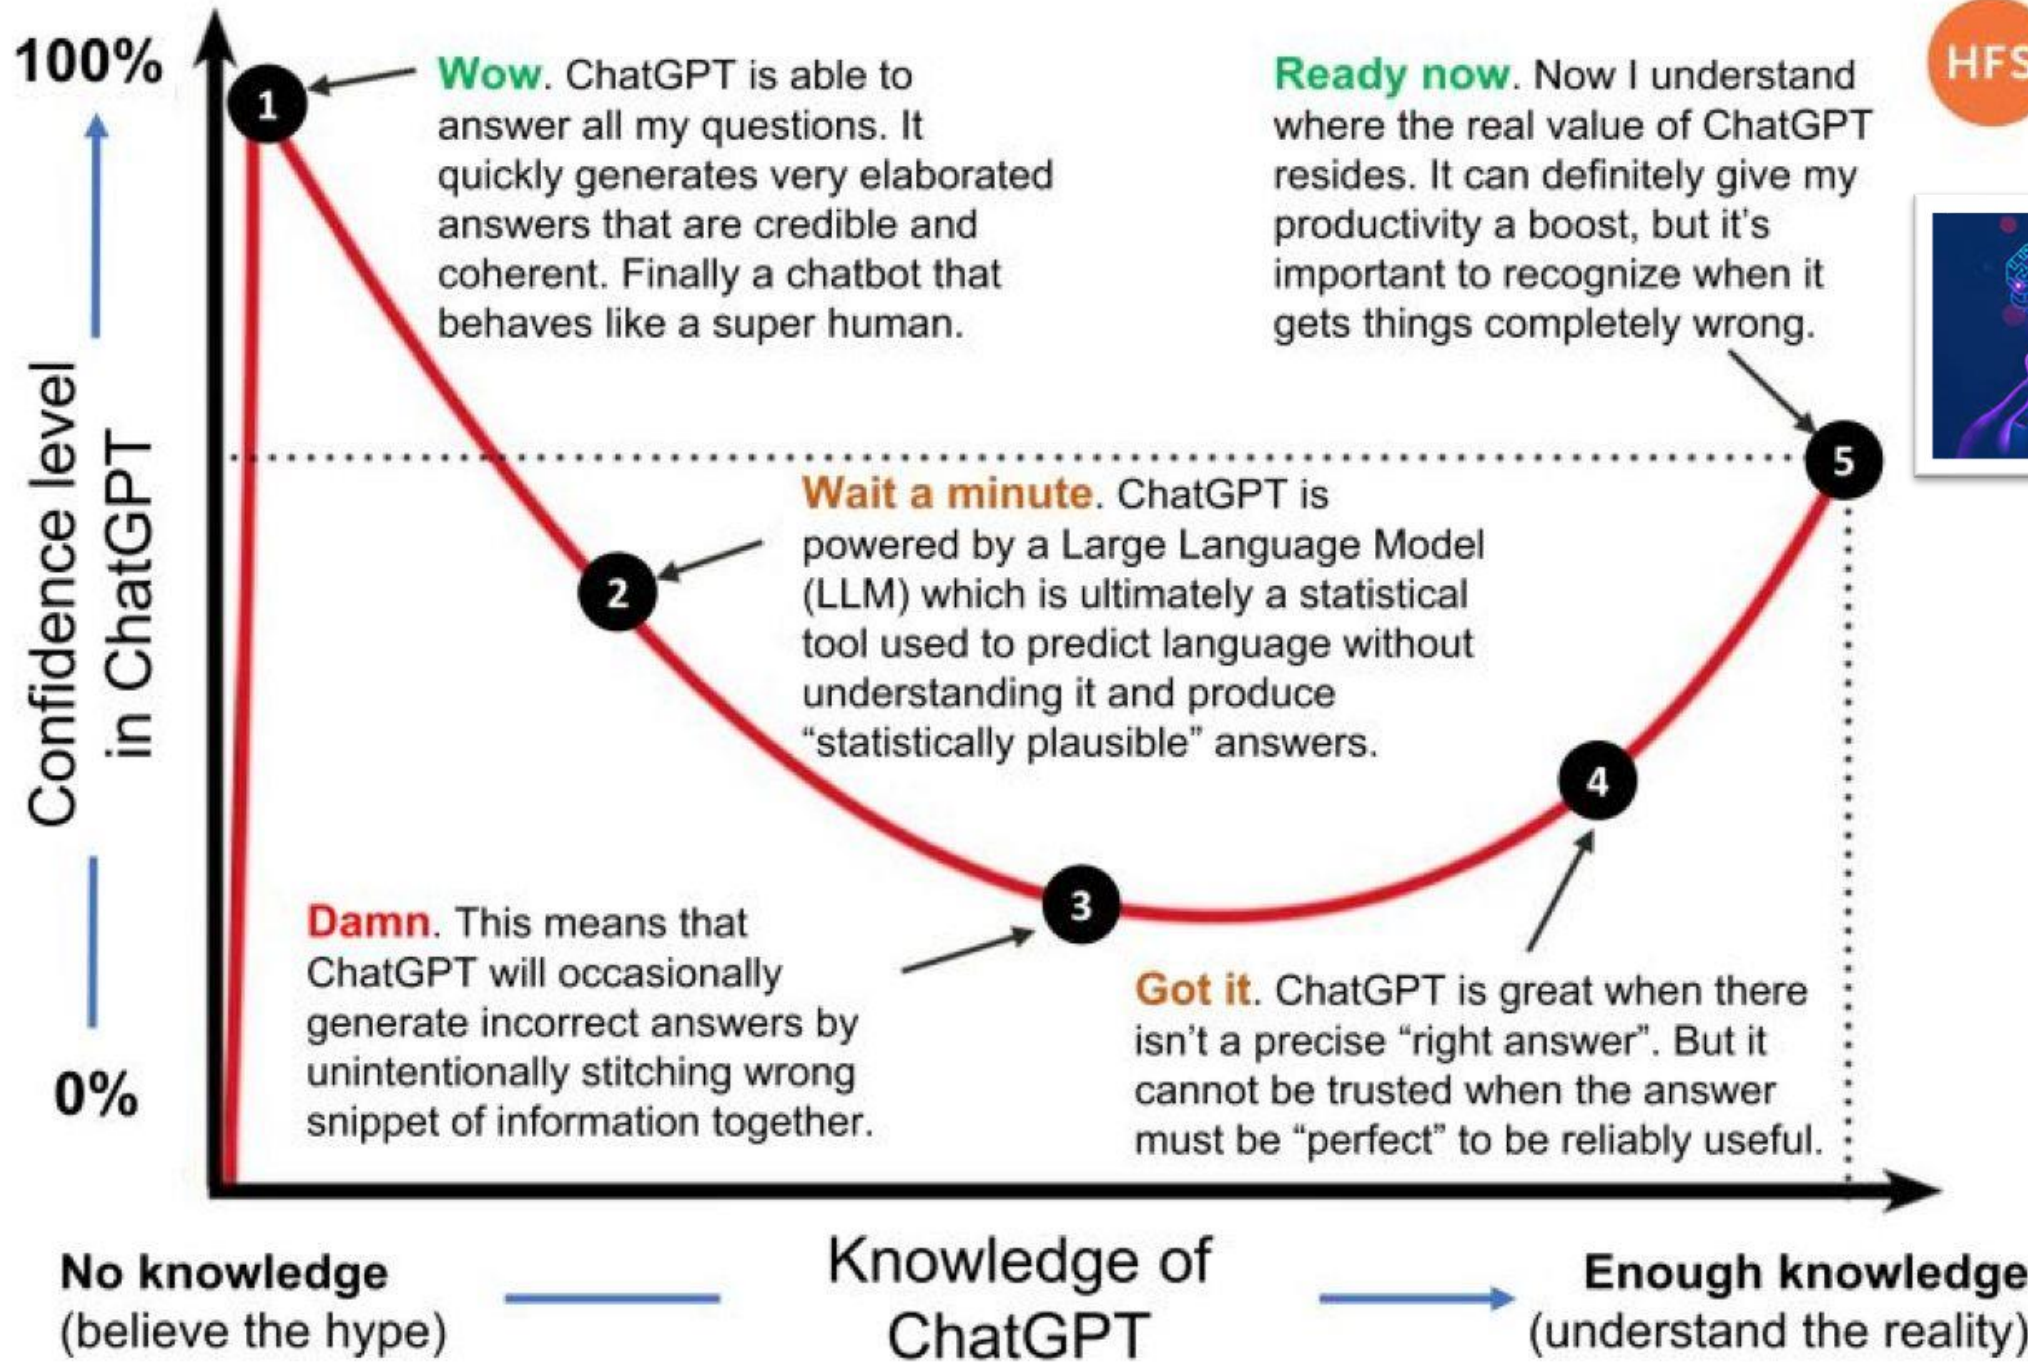 100%
1
Wow. ChatGPT is able to
answer all my questions. It
quickly generates very elaborated
answers that are credible and
coherent. Finally a chatbot that
behaves like a super human.
Ready now. Now I understand
where the real value of ChatGPT
resides. It can definitely give my
productivity a boost, but it's
important to recognize when it
gets things completely wrong.
HFS
5
Confidence level
in ChatGPT
2
Wait a minute. ChatGPT is
powered by a Large Language Model
(LLM) which is ultimately a statistical
tool used to predict language without
understanding it and produce
“statistically plausible” answers.
4
3
Damn. This means that
ChatGPT will occasionally
generate incorrect answers by
unintentionally stitching wrong
snippet of information together.
Got it. ChatGPT is great when there
isn't a precise “right answer”. But it
cannot be trusted when the answer
must be “perfect” to be reliably useful.
0%
No knowledge
(believe the hype)
Knowledge of
ChatGPT
Enough knowledge
(understand the reality)